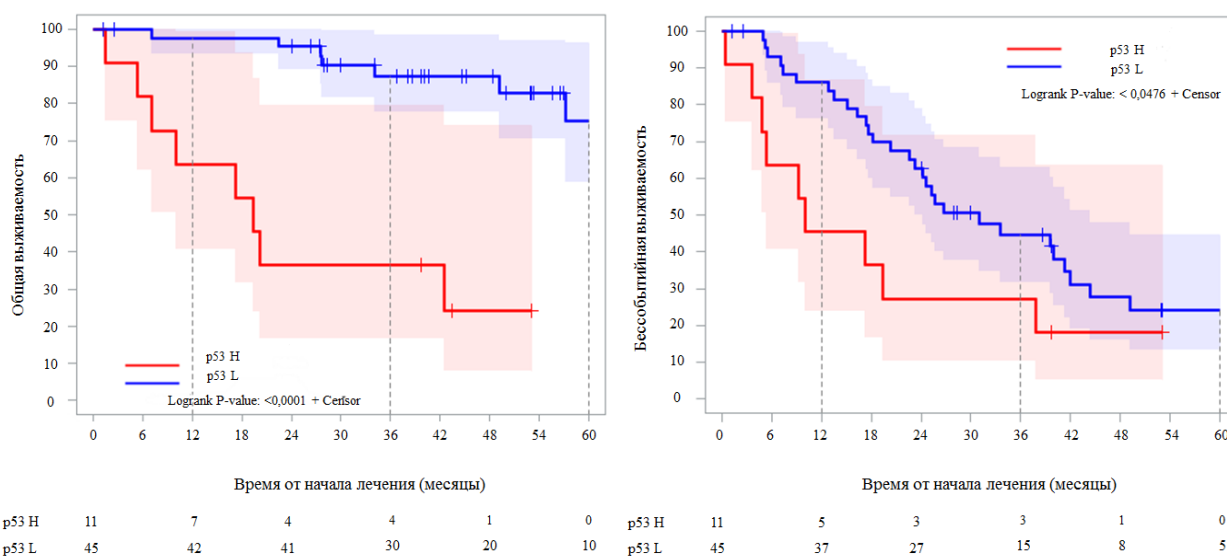 Общая выживаемость
100
90
80
70
60
50
40
30
20
10
0
p53 H
p53 L
Logrank P-value: <0,0001 + Censor
0 6 12 18 24 30 36 42 48 54 60
Время от начала лечения (месяцы)
p53 H 11 7 4 4 1 0
p53 L 45 42 41 30 20 10
Бессобытийная выживаемость
100
90
80
70
60
50
40
30
20
10
0
p53 H
p53 L
Logrank P-value: < 0,0476 + Censor
0 6 12 18 24 30 36 42 48 54 60
Время от начала лечения (месяцы)
p53 H 11 5 3 3 1 0
p53 L 45 37 27 15 8 5